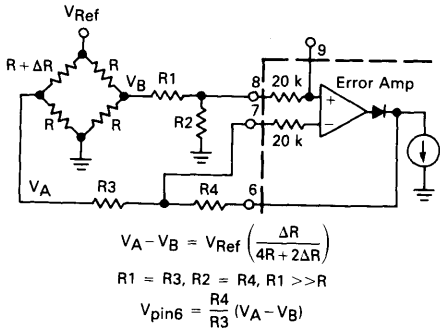 VRef
9
R + ΔR
R
VB
R1
8
20 k
Error Amp
+
7
R
R
R2
−
20 k
VA
R3
R4
6
VA – VB = VRef ( ΔR / 4R + 2ΔR )
R1 = R3, R2 = R4, R1 >>R
Vpin6 = R4 / R3 (VA – VB)